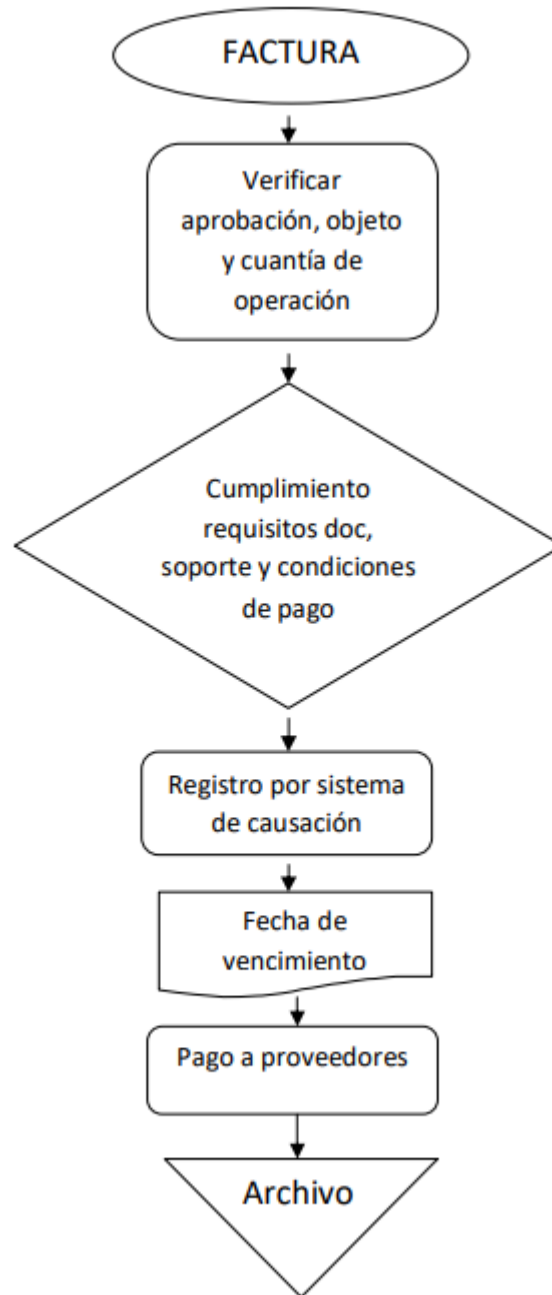 FACTURA
Verificar
aprobación, objeto
y cuantía de
operación
Cumplimiento
requisitos doc,
soporte y condiciones
de pago
Registro por sistema
de causación
Fecha de
vencimiento
Pago a proveedores
Archivo